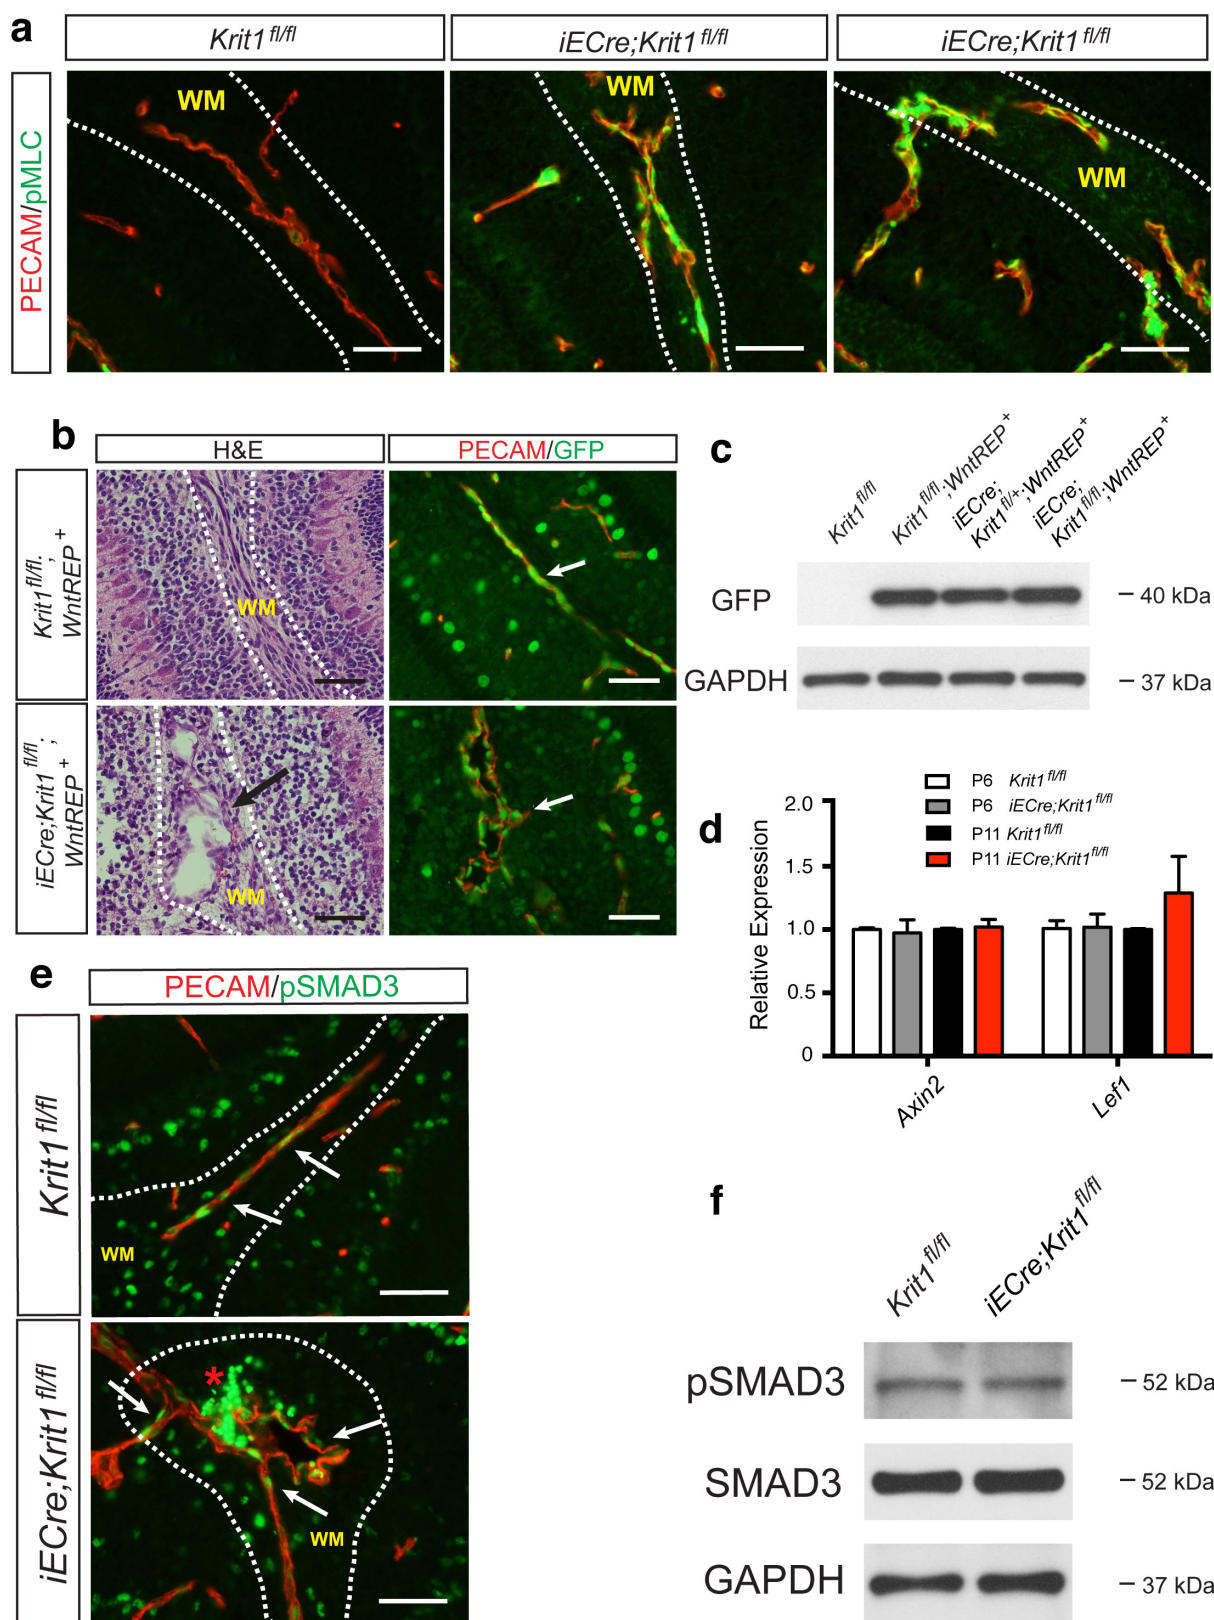 a
Krit1 fl/fl
iECre;Krit1 fl/fl
iECre;Krit1 fl/fl
PECAM/pMLC
WM
WM
WM
b
H&E
PECAM/GFP
Krit1 fl/fl;
WntREP +
WM
iECre;Krit1 fl/fl;
WntREP +
WM
c
Krit1 fl/fl
Krit1 fl/fl;WntREP +
iECre;
Krit1 fl/+;WntREP +
iECre;
Krit1 fl/fl;WntREP +
GFP
40 kDa
GAPDH
37 kDa
d
P6 Krit1 fl/fl
P6 iECre;Krit1 fl/fl
P11 Krit1 fl/fl
P11 iECre;Krit1 fl/fl
Relative Expression
2.0
1.5
1.0
0.5
0
Axin2
Lef1
e
PECAM/pSMAD3
Krit1 fl/fl
WM
iECre;Krit1 fl/fl
*
WM
f
Krit1 fl/fl
iECre;Krit1 fl/fl
pSMAD3
52 kDa
SMAD3
52 kDa
GAPDH
37 kDa